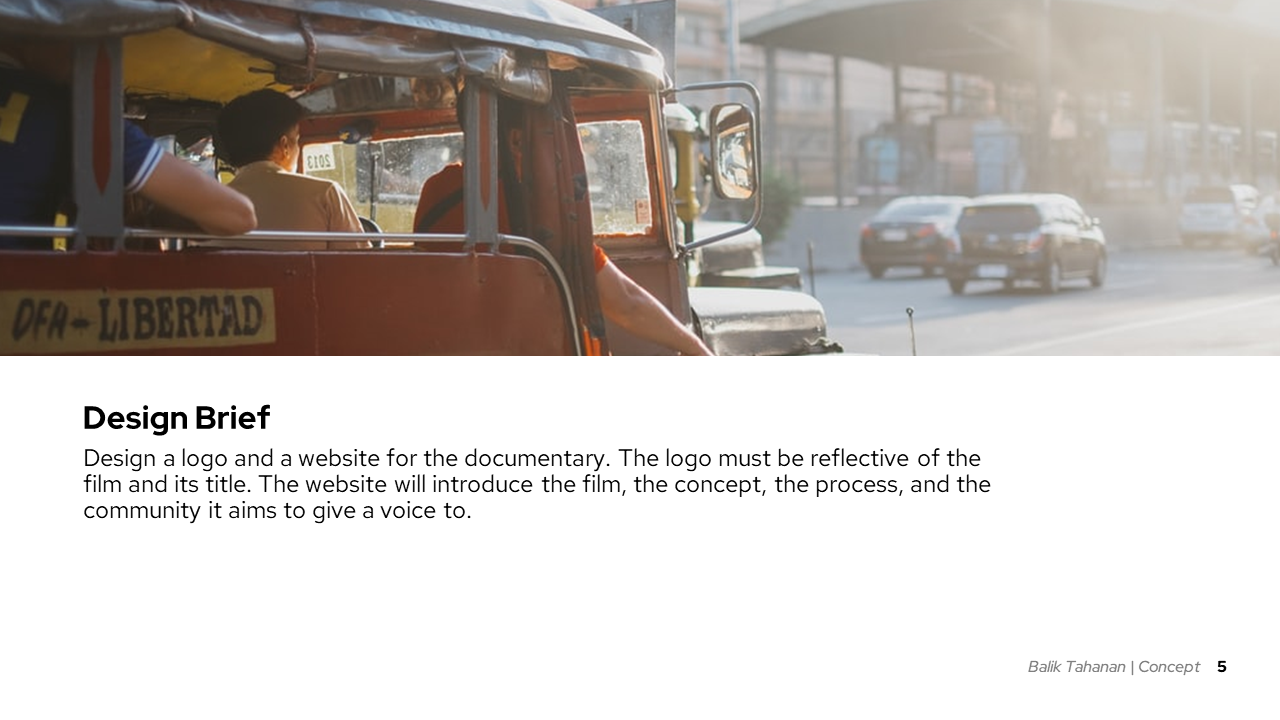 2013
DFA-LIBERTAD
Design Brief
Design a logo and a website for the documentary. The logo must be reflective of the
film and its title. The website will introduce the film, the concept, the process, and the
community it aims to give a voice to.
Balik Tahanan | Concept 5